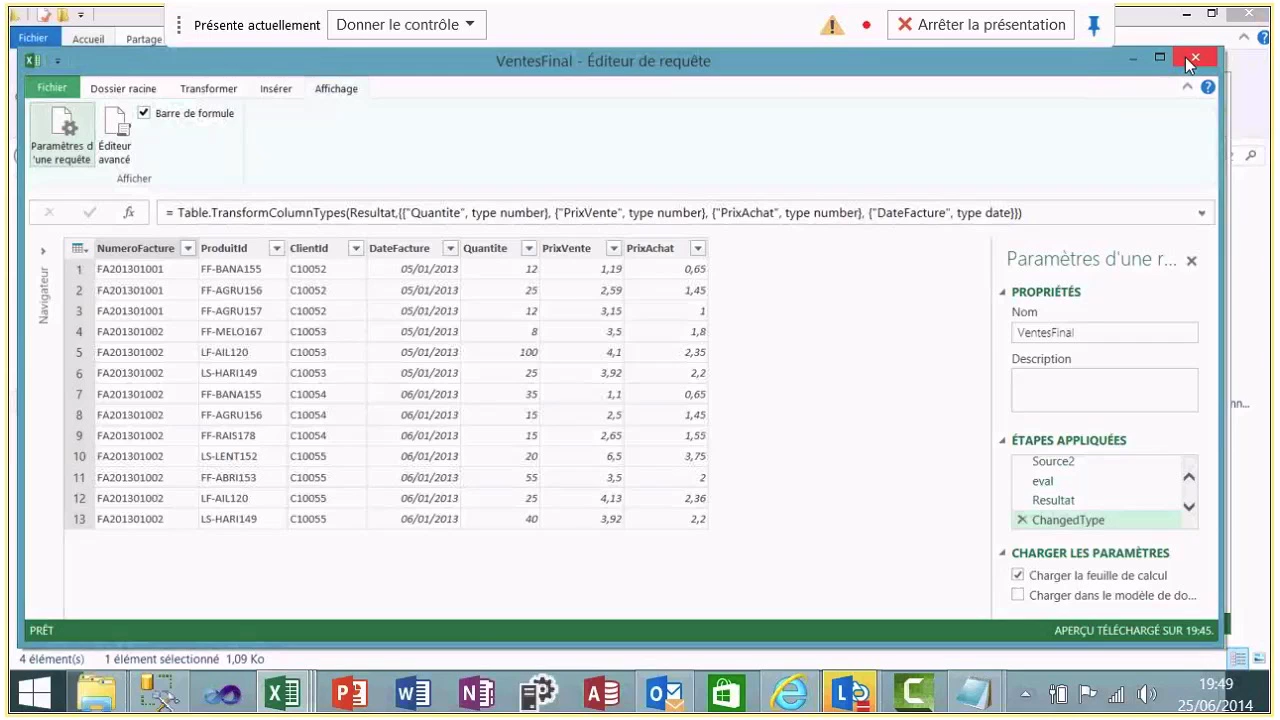 Présente actuellement
Donner le contrôle
Arrêter la présentation
Fichier
Accueil
Partage
VentesFinal - Éditeur de requête
Fichier
Dossier racine
Transformer
Insérer
Affichage
Paramètres d
'une requête
Éditeur
avancé
Barre de formule
Afficher
fx
= Table.TransformColumnTypes(Resultat,{{"Quantite", type number}, {"PrixVente", type number}, {"PrixAchat", type number}, {"DateFacture", type date}})
Navigateur
NumeroFacture ProduitId ClientId DateFacture Quantite PrixVente PrixAchat
1 FA201301001 FF-BANA155 C10052 05/01/2013 12 1,19 0,65
2 FA201301001 FF-AGRU156 C10052 05/01/2013 25 2,59 1,45
3 FA201301001 FF-AGRU157 C10052 05/01/2013 12 3,15 1
4 FA201301002 FF-MELO167 C10053 05/01/2013 8 3,5 1,8
5 FA201301002 LF-AIL120 C10053 05/01/2013 100 4,1 2,35
6 FA201301002 LS-HARI149 C10053 05/01/2013 25 3,92 2,2
7 FA201301002 FF-BANA155 C10054 06/01/2013 35 1,1 0,65
8 FA201301002 FF-AGRU156 C10054 06/01/2013 15 2,5 1,45
9 FA201301002 FF-RAIS178 C10054 06/01/2013 15 2,65 1,55
10 FA201301002 LS-LENT152 C10055 06/01/2013 20 6,5 3,75
11 FA201301002 FF-ABRI153 C10055 06/01/2013 55 3,5 2
12 FA201301002 LF-AIL120 C10055 06/01/2013 25 4,13 2,36
13 FA201301002 LS-HARI149 C10055 06/01/2013 40 3,92 2,2
Paramètres d'une r...
PROPRIÉTÉS
Nom
VentesFinal
Description
ÉTAPES APPLIQUÉES
Source2
eval
Resultat
ChangedType
CHARGER LES PARAMÈTRES
Charger la feuille de calcul
Charger dans le modèle de do...
nn...
PRÊT
APERÇU TÉLÉCHARGÉ SUR 19:45.
4 élément(s)
1 élément sélectionné 1,09 Ko
19:49
25/06/2014